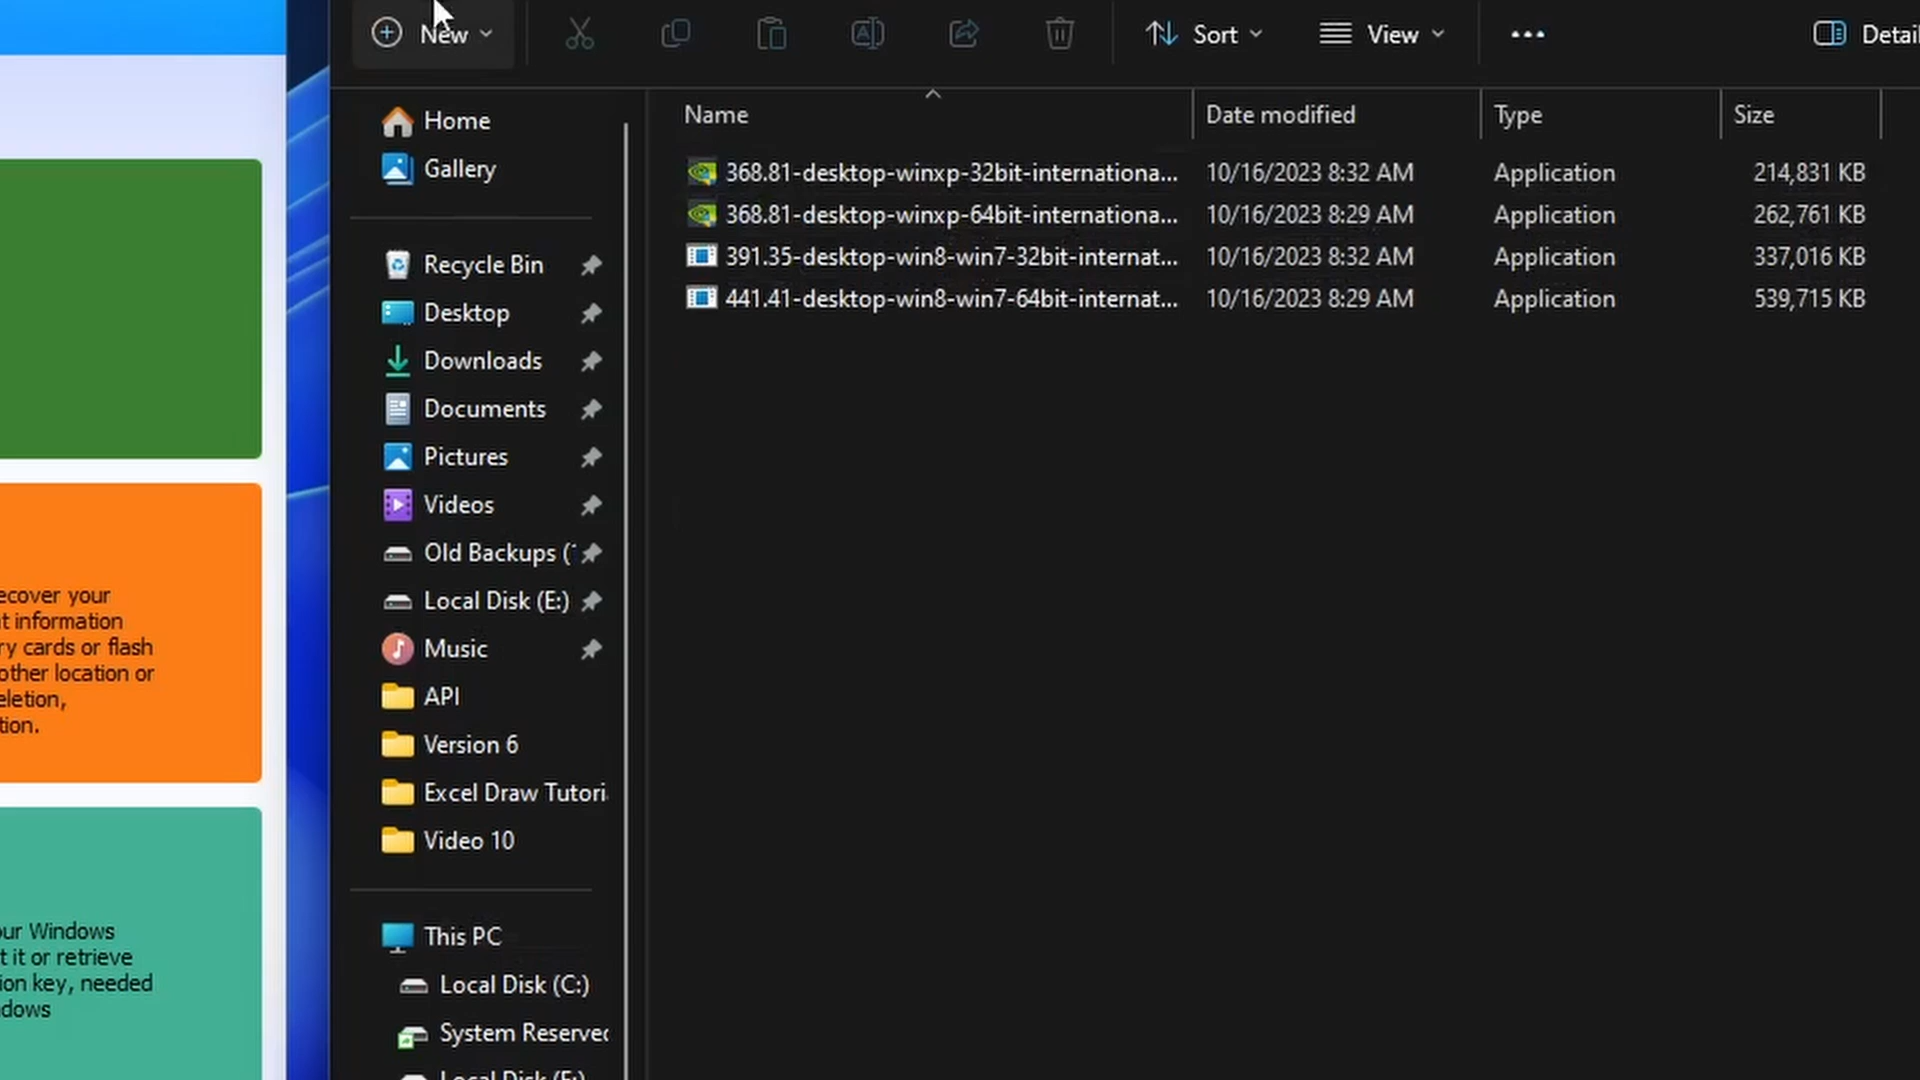 New
Sort
View
Detail
Name
Date modified
Type
Size
368.81-desktop-winxp-32bit-internationa...
10/16/2023 8:32 AM
Application
214,831 KB
368.81-desktop-winxp-64bit-internationa...
10/16/2023 8:29 AM
Application
262,761 KB
391.35-desktop-win8-win7-32bit-internat...
10/16/2023 8:32 AM
Application
337,016 KB
441.41-desktop-win8-win7-64bit-internat...
10/16/2023 8:29 AM
Application
539,715 KB
Home
Gallery
Recycle Bin
Desktop
Downloads
Documents
Pictures
Videos
Old Backups (
Local Disk (E:)
Music
API
Version 6
Excel Draw Tutori
Video 10
This PC
Local Disk (C:)
System Reserved
Local Disk (E:)
ecover your
t information
ry cards or flash
other location or
eletion,
tion.
our Windows
t it or retrieve
ion key, needed
dows